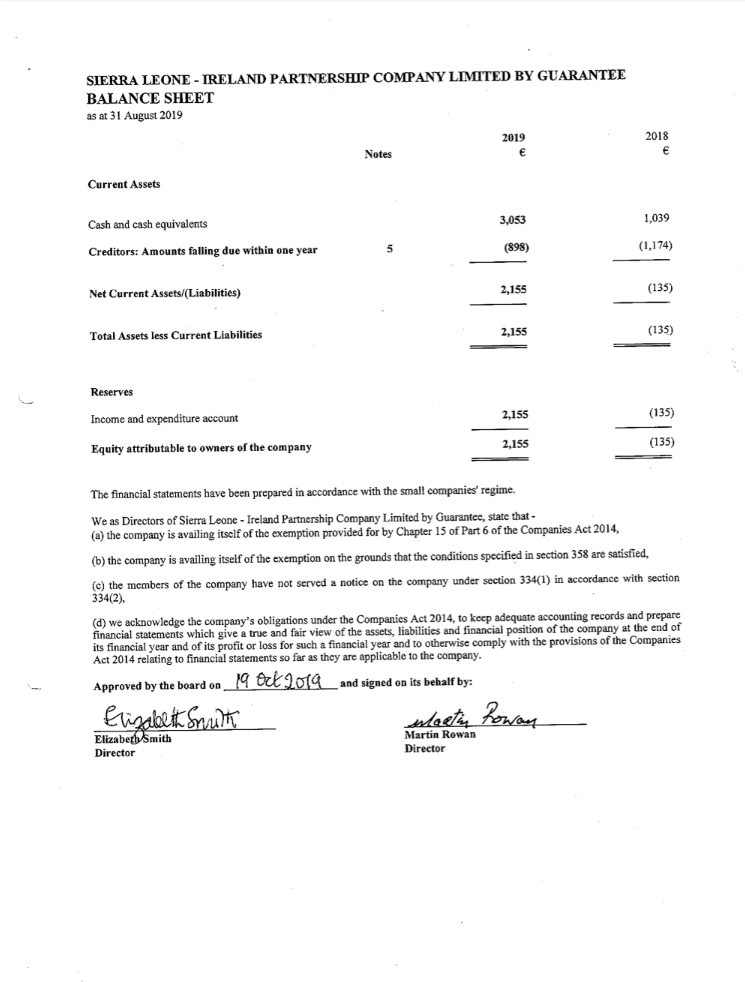 SIERRA LEONE - IRELAND PARTNERSHIP COMPANY LIMITED BY GUARANTEE
BALANCE SHEET
as at 31 August 2019
2019 2018
Notes € €
Current Assets
Cash and cash equivalents 3,053 1,039
Creditors: Amounts falling due within one year 5 (898) (1,174)
Net Current Assets/(Liabilities) 2,155 (135)
Total Assets less Current Liabilities 2,155 (135)
Reserves
Income and expenditure account 2,155 (135)
Equity attributable to owners of the company 2,155 (135)
The financial statements have been prepared in accordance with the small companies' regime.
We as Directors of Sierra Leone - Ireland Partnership Company Limited by Guarantee, state that -
(a) the company is availing itself of the exemption provided for by Chapter 15 of Part 6 of the Companies Act 2014,
(b) the company is availing itself of the exemption on the grounds that the conditions specified in section 358 are satisfied,
(c) the members of the company have not served a notice on the company under section 334(1) in accordance with section
334(2),
(d) we acknowledge the company's obligations under the Companies Act 2014, to keep adequate accounting records and prepare
financial statements which give a true and fair view of the assets, liabilities and financial position of the company at the end of
its financial year and of its profit or loss for such a financial year and to otherwise comply with the provisions of the Companies
Act 2014 relating to financial statements so far as they are applicable to the company.
Approved by the board on 19 Oct 2019 and signed on its behalf by:
Elizabeth Smith Martin Rowan
Elizabeth Smith Martin Rowan
Director Director